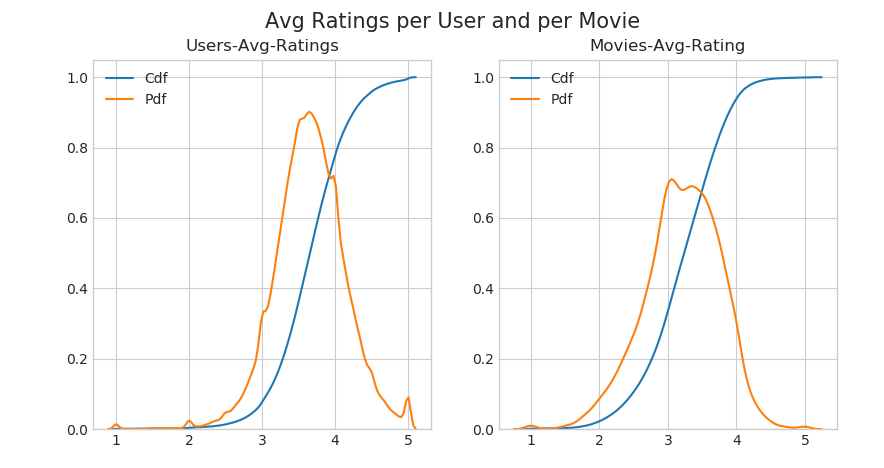 Avg Ratings per User and per Movie
Users-Avg-Ratings
Cdf
Pdf
1.0
0.8
0.6
0.4
0.2
0.0
1 2 3 4 5
Movies-Avg-Rating
Cdf
Pdf
1.0
0.8
0.6
0.4
0.2
0.0
1 2 3 4 5